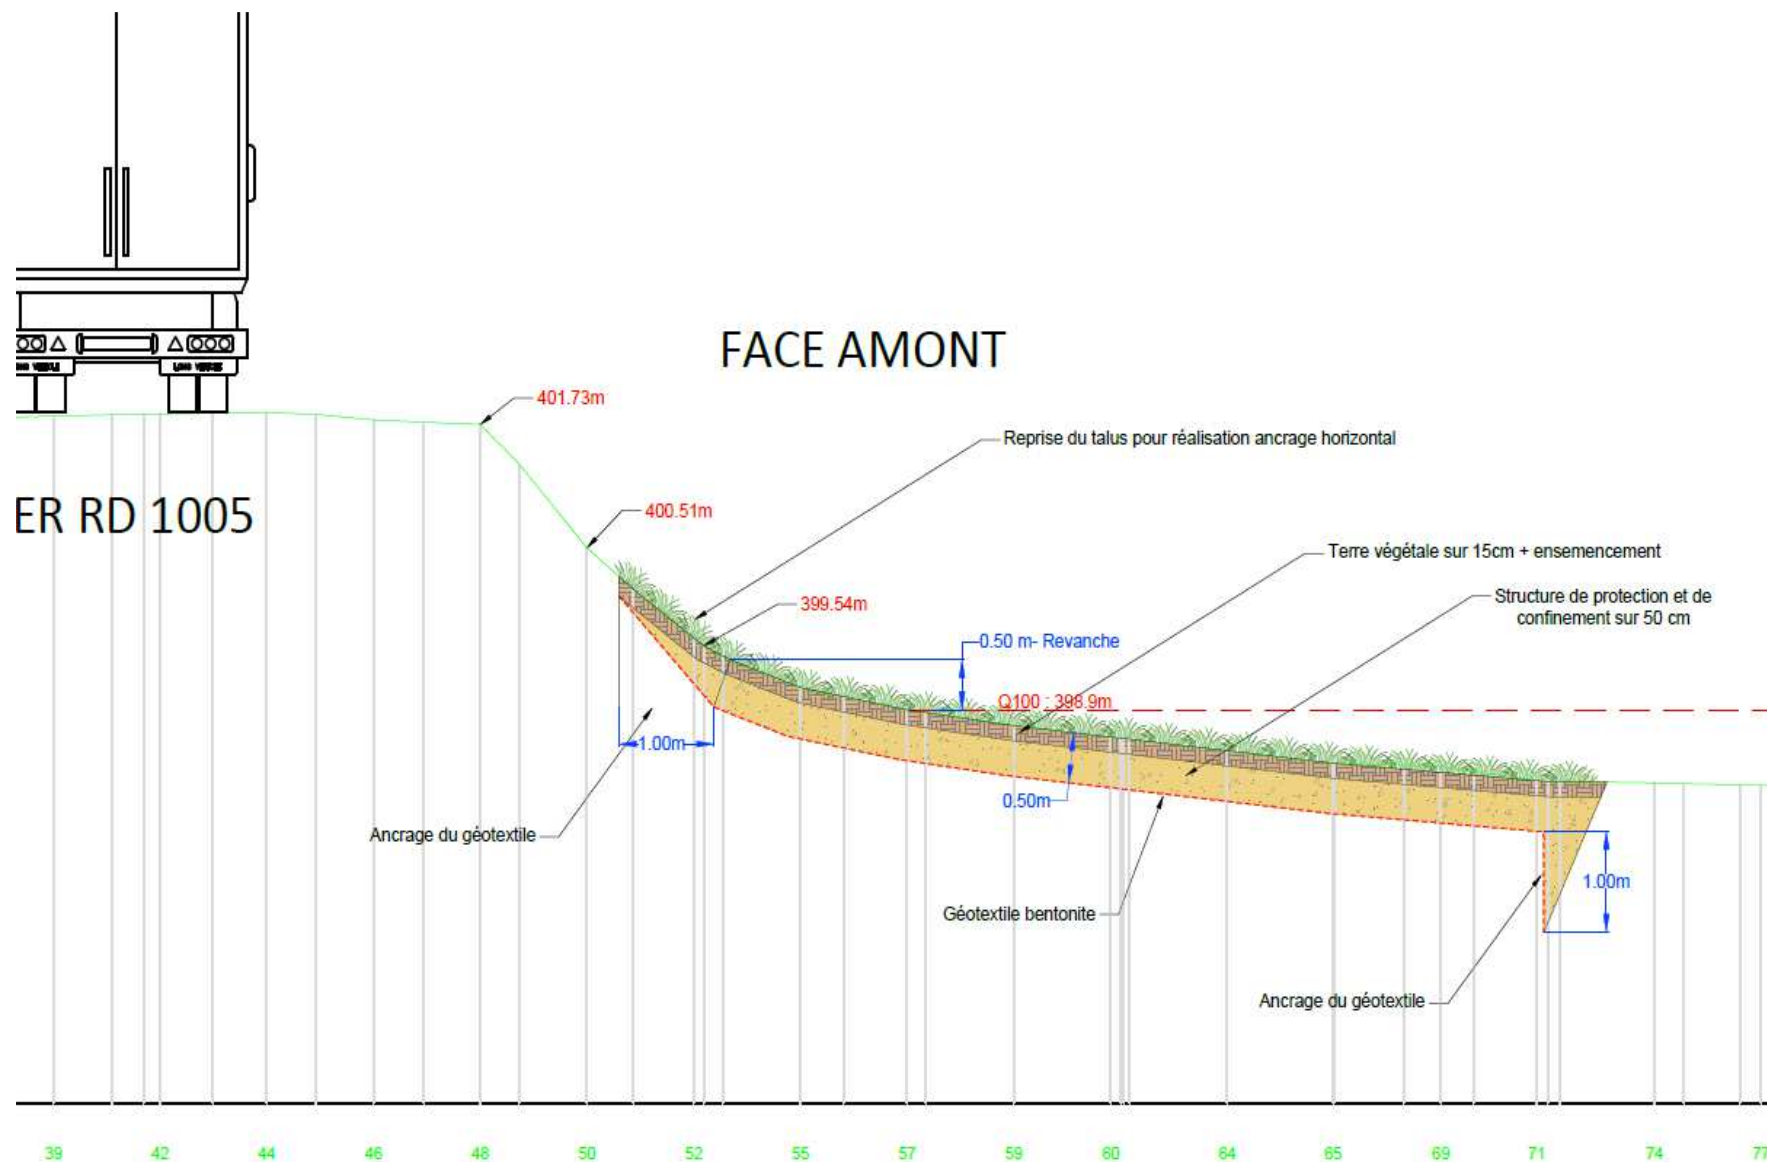 FACE AMONT
401.73m
Reprise du talus pour réalisation ancrage horizontal
ER RD 1005
400.51m
Terre végétale sur 15cm + ensemencement
Structure de protection et de
confinement sur 50 cm
399.54m
0.50 m- Revanche
Q100 : 398.9m
1.00m
0.50m
Ancrage du géotextile
1.00m
Géotextile bentonite
Ancrage du géotextile
39 42 44 46 48 50 52 55 57 59 60 64 65 69 71 74 77